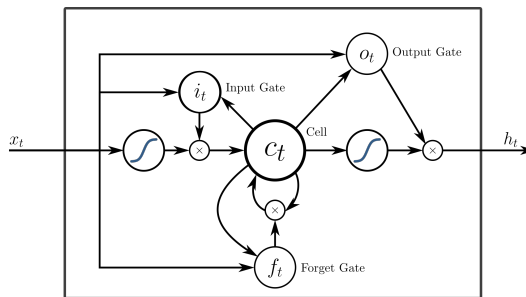 o_t Output Gate
i_t Input Gate
Cell
x_t
×
c_t
×
h_t
×
f_t Forget Gate